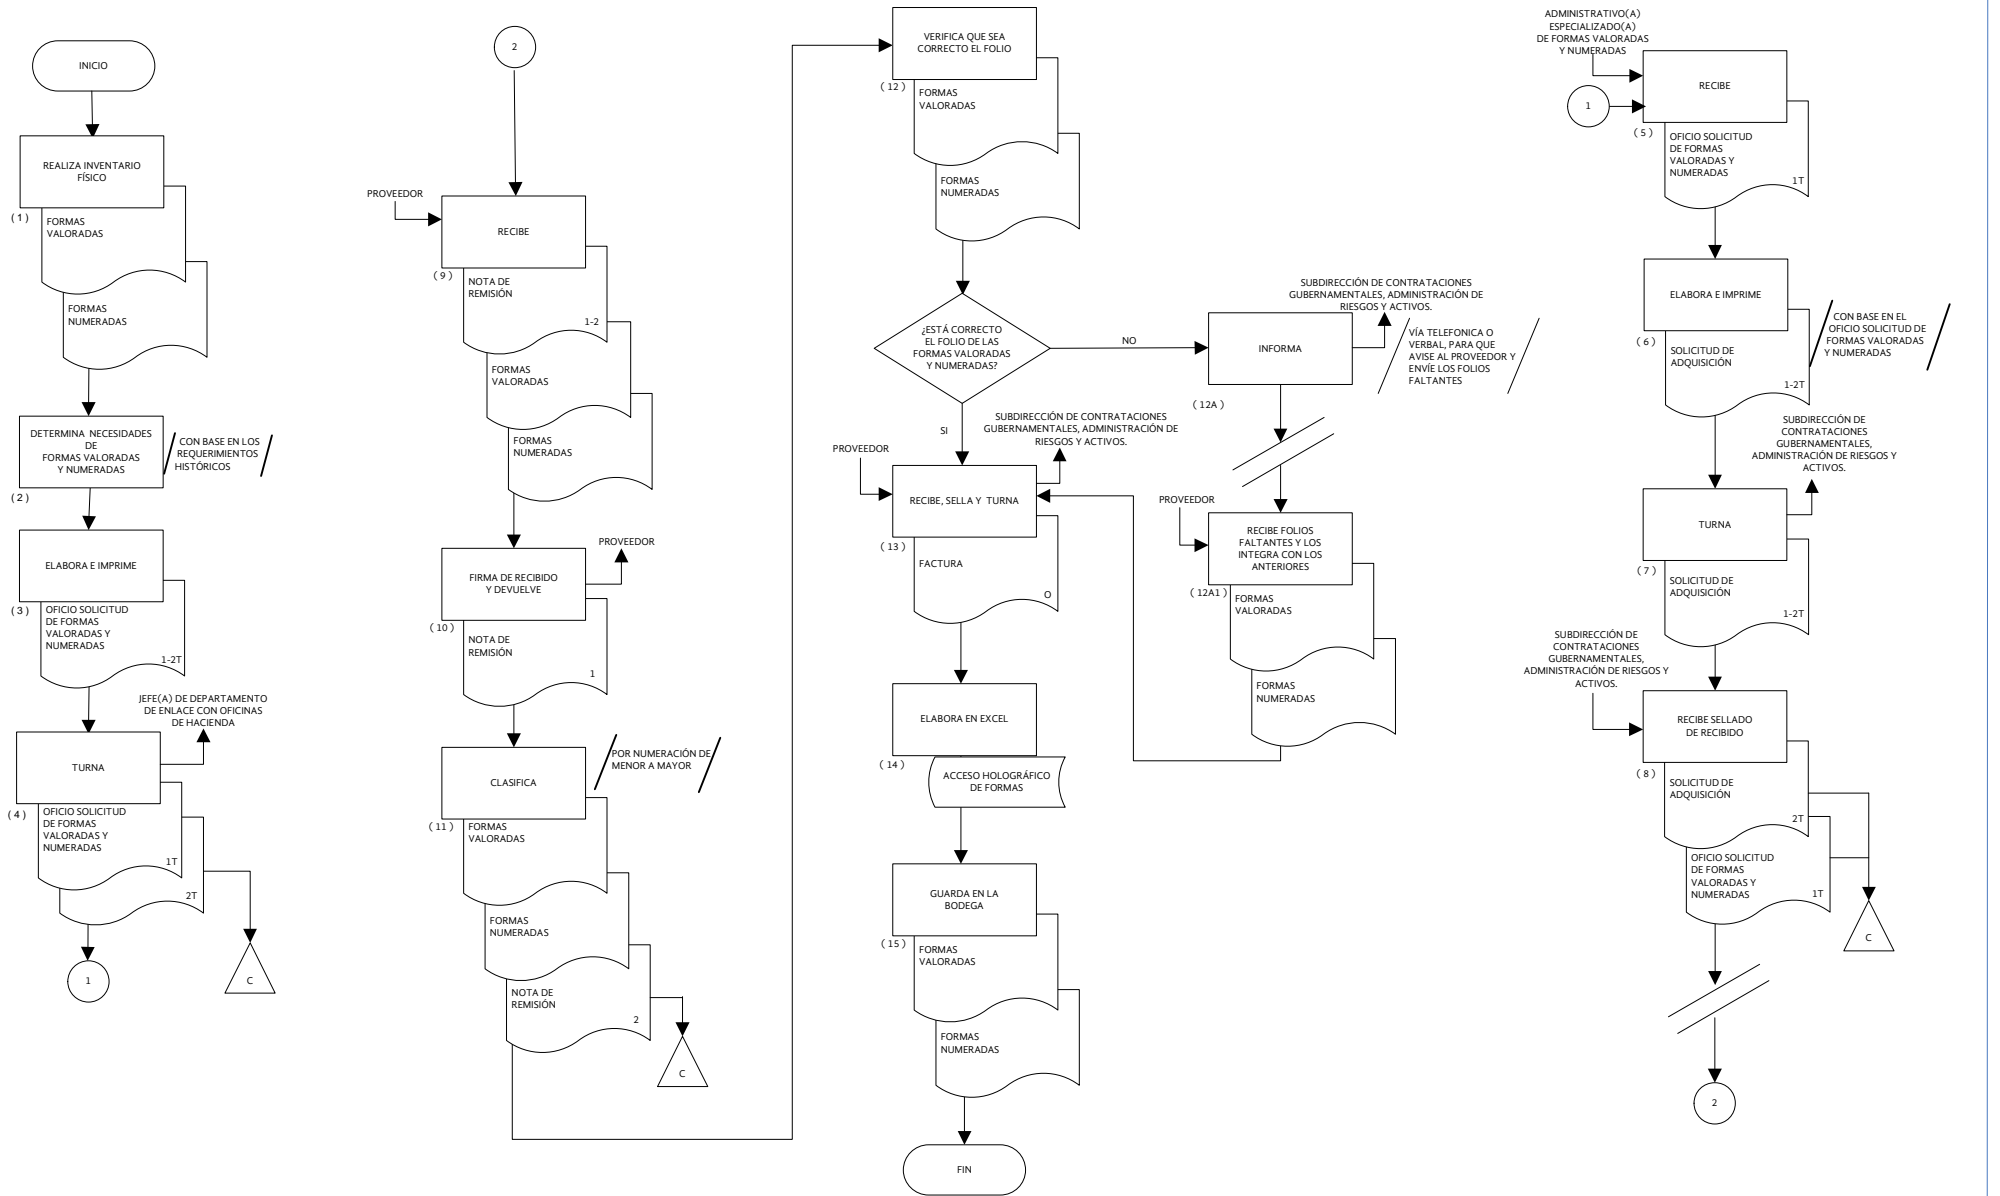 INICIO
REALIZA INVENTARIO
FÍSICO
( 1 )
FORMAS
VALORADAS
FORMAS
NUMERADAS
DETERMINA NECESIDADES
DE
FORMAS VALORADAS
Y NUMERADAS
CON BASE EN LOS
REQUERIMIENTOS
HISTÓRICOS
( 2 )
ELABORA E IMPRIME
( 3 )
OFICIO SOLICITUD
DE FORMAS
VALORADAS Y
NUMERADAS
1-2T
JEFE(A) DE DEPARTAMENTO
DE ENLACE CON OFICINAS
DE HACIENDA
TURNA
( 4 )
OFICIO SOLICITUD
DE FORMAS
VALORADAS Y
NUMERADAS
1T
2T
1
C
2
PROVEEDOR
RECIBE
( 9 )
NOTA DE
REMISIÓN
1-2
FORMAS
VALORADAS
FORMAS
NUMERADAS
PROVEEDOR
FIRMA DE RECIBIDO
Y DEVUELVE
( 10 )
NOTA DE
REMISIÓN
1
CLASIFICA
POR NUMERACIÓN DE
MENOR A MAYOR
( 11 )
FORMAS
VALORADAS
FORMAS
NUMERADAS
NOTA DE
REMISIÓN
2
C
VERIFICA QUE SEA
CORRECTO EL FOLIO
( 12 )
FORMAS
VALORADAS
FORMAS
NUMERADAS
¿ESTÁ CORRECTO
EL FOLIO DE LAS
FORMAS VALORADAS
Y NUMERADAS?
NO
SI
SUBDIRECCIÓN DE CONTRATACIONES
GUBERNAMENTALES, ADMINISTRACIÓN DE
RIESGOS Y ACTIVOS.
INFORMA
VÍA TELEFONICA O
VERBAL, PARA QUE
AVISE AL PROVEEDOR Y
ENVÍE LOS FOLIOS
FALTANTES
( 12A )
SUBDIRECCIÓN DE CONTRATACIONES
GUBERNAMENTALES, ADMINISTRACIÓN DE
RIESGOS Y ACTIVOS.
PROVEEDOR
RECIBE, SELLA Y TURNA
( 13 )
FACTURA
O
PROVEEDOR
RECIBE FOLIOS
FALTANTES Y LOS
INTEGRA CON LOS
ANTERIORES
( 12A1 )
FORMAS
VALORADAS
FORMAS
NUMERADAS
ELABORA EN EXCEL
( 14 )
ACCESO HOLOGRÁFICO
DE FORMAS
GUARDA EN LA
BODEGA
( 15 )
FORMAS
VALORADAS
FORMAS
NUMERADAS
FIN
ADMINISTRATIVO(A)
ESPECIALIZADO(A)
DE FORMAS VALORADAS
Y NUMERADAS
1
RECIBE
( 5 )
OFICIO SOLICITUD
DE FORMAS
VALORADAS Y
NUMERADAS
1T
ELABORA E IMPRIME
CON BASE EN EL
OFICIO SOLICITUD DE
FORMAS VALORADAS
Y NUMERADAS
( 6 )
SOLICITUD DE
ADQUISICIÓN
1-2T
SUBDIRECCIÓN DE
CONTRATACIONES
GUBERNAMENTALES,
ADMINISTRACIÓN DE RIESGOS Y
ACTIVOS.
TURNA
( 7 )
SOLICITUD DE
ADQUISICIÓN
1-2T
SUBDIRECCIÓN DE
CONTRATACIONES
GUBERNAMENTALES,
ADMINISTRACIÓN DE RIESGOS Y
ACTIVOS.
RECIBE SELLADO
DE RECIBIDO
( 8 )
SOLICITUD DE
ADQUISICIÓN
2T
OFICIO SOLICITUD
DE FORMAS
VALORADAS Y
NUMERADAS
1T
C
2